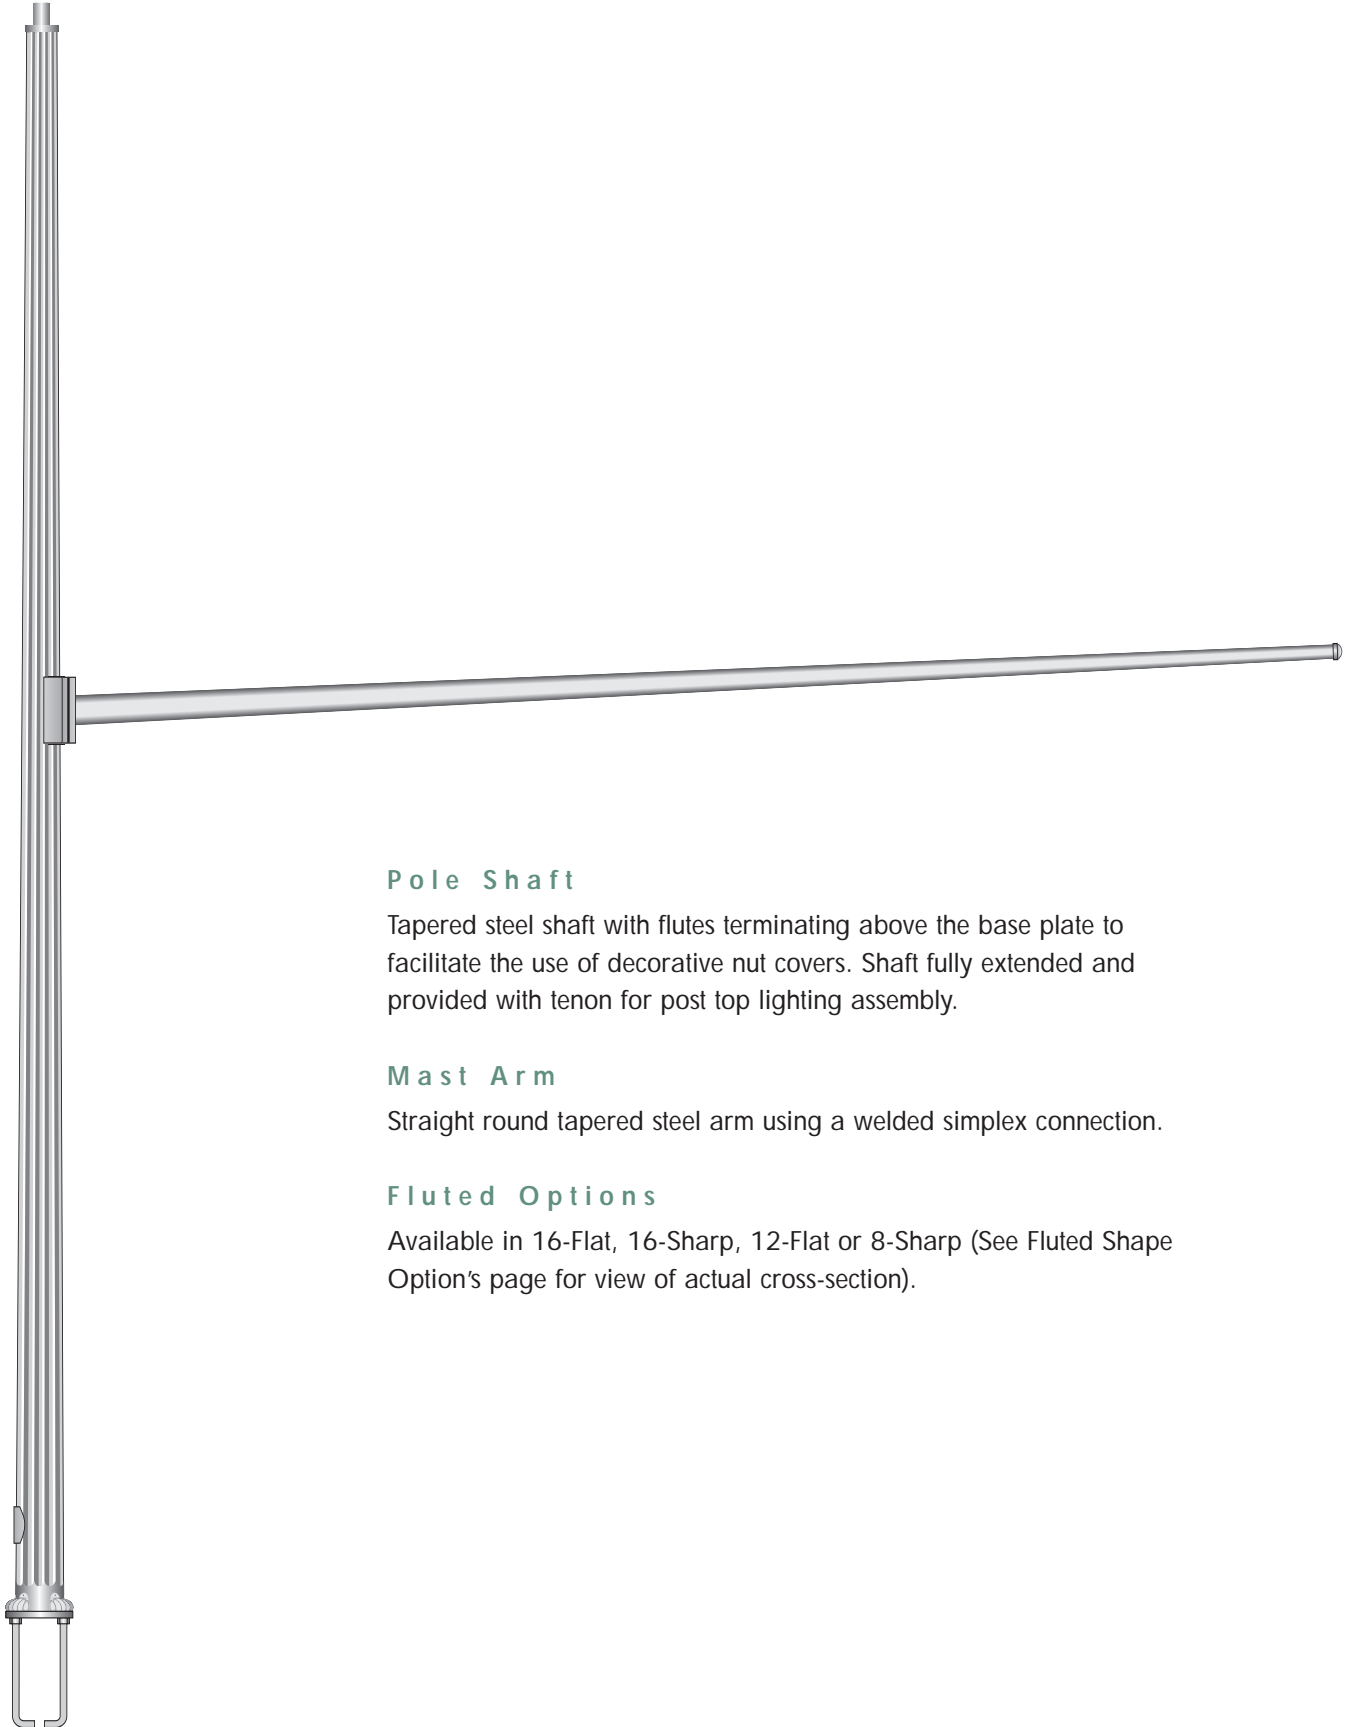 Pole Shaft
Tapered steel shaft with flutes terminating above the base plate to
facilitate the use of decorative nut covers. Shaft fully extended and
provided with tenon for post top lighting assembly.
Mast Arm
Straight round tapered steel arm using a welded simplex connection.
Fluted Options
Available in 16-Flat, 16-Sharp, 12-Flat or 8-Sharp (See Fluted Shape
Option's page for view of actual cross-section).